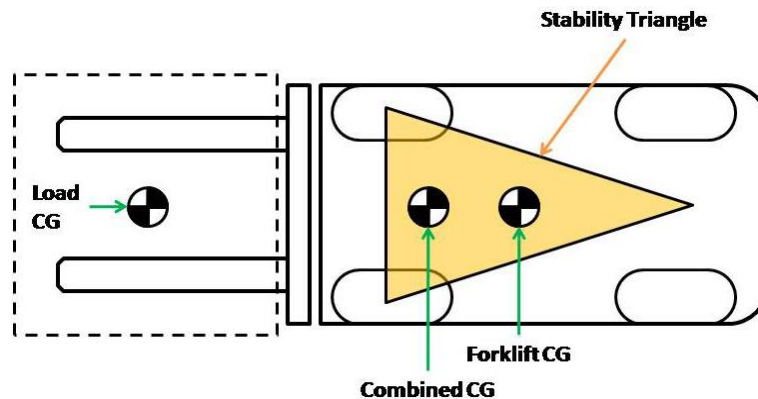 Stability Triangle
Load
CG
Forklift CG
Combined CG